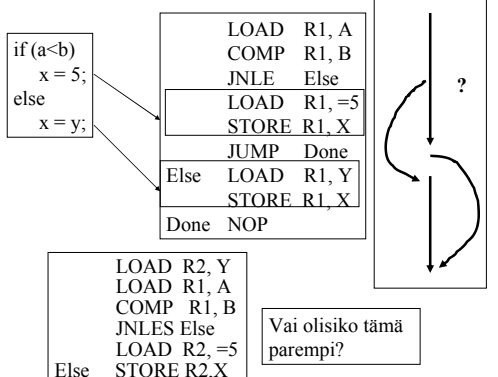 if (a<b)
x = 5;
else
x = y;
LOAD R1, A
COMP R1, B
JNLE Else
LOAD R1, =5
STORE R1, X
JUMP Done
Else LOAD R1, Y
STORE R1, X
Done NOP
?
LOAD R2, Y
LOAD R1, A
COMP R1, B
JNLES Else
LOAD R2, =5
Else STORE R2,X
Vai olisiko tämä
parempi?